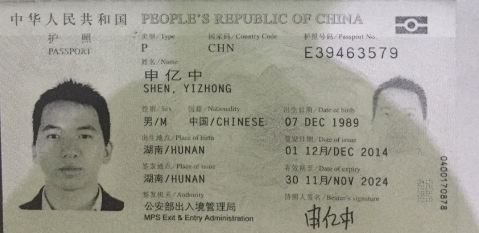 中华人民共和国 PEOPLE'S REPUBLIC OF CHINA
护照 类型/Type 国家码/Country Code 护照号码/Passport No.
PASSPORT P CHN E39463579
姓名/Name
申亿中
SHEN, YIZHONG
性别/Sex 国籍/Nationality 出生日期/Date of birth
男/M 中国/CHINESE 07 DEC 1989
出生地点/Place of birth 签发日期/Date of issue
湖南/HUNAN 01 12月/DEC 2014
签发地点/Place of issue 有效期至/Date of expiry
湖南/HUNAN 30 11月/NOV 2024
签发机关/Authority 持照人签名/Bearer's signature
公安部出入境管理局 申亿中
MPS Exit & Entry Administration
0400170878